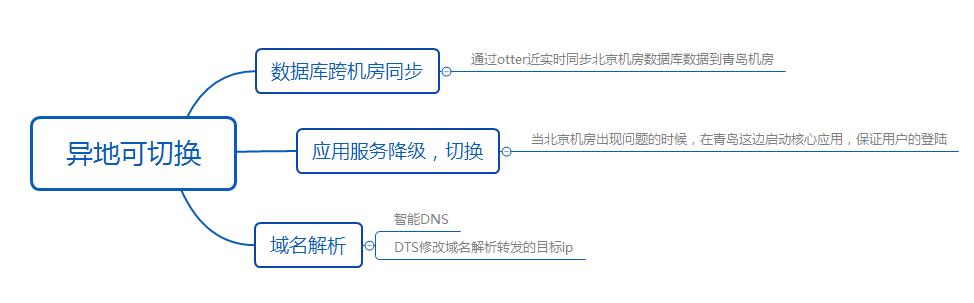 异地可切换
数据库跨机房同步
通过otter近实时同步北京机房数据库数据到青岛机房
应用服务降级，切换
当北京机房出现问题的时候，在青岛这边启动核心应用，保证用户的登陆
域名解析
智能DNS
DTS修改域名解析转发的目标ip